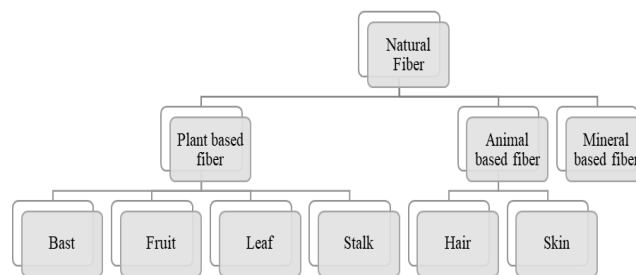 Natural
Fiber
Plant based
fiber
Animal
based fiber
Mineral
based fiber
Bast
Fruit
Leaf
Stalk
Hair
Skin